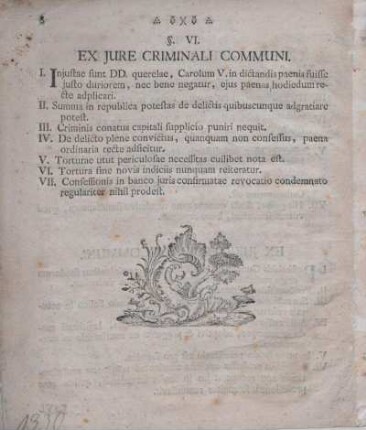 8
§. VI.
EX JURE CRIMINALI COMMUNI.
I. Injustae sunt DD. querelae, Carolum V. in dictandis paenis fuisse
justo duriorem, nec bene negatur, ejus paenas hodiedum re-
cte adplicari.
II. Summa in republica potestas de delictis quibuscunque adgratiare
potest.
III. Criminis conatus capitali supplicio puniri nequit.
IV. De delicto plene convictus, quanquam non confessus, paena
ordinaria recte adficitur.
V. Torturae utut periculosae necessitas cuilibet nota est.
VI. Tortura sine novis indiciis nunquam reiteratur.
VII. Confessionis in banco juris confirmatae revocatio condemnato
regulariter nihil prodest.